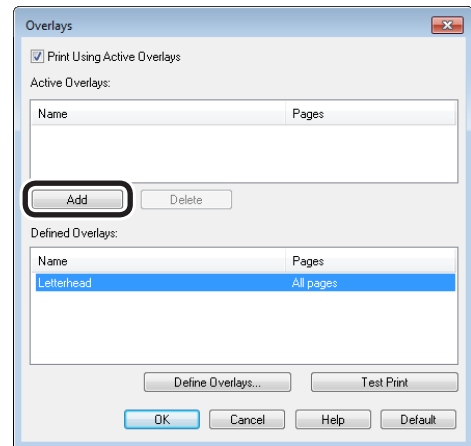 Overlays
Print Using Active Overlays
Active Overlays:
Name Pages
Add Delete
Defined Overlays:
Name Pages
Letterhead All pages
Define Overlays... Test Print
OK Cancel Help Default